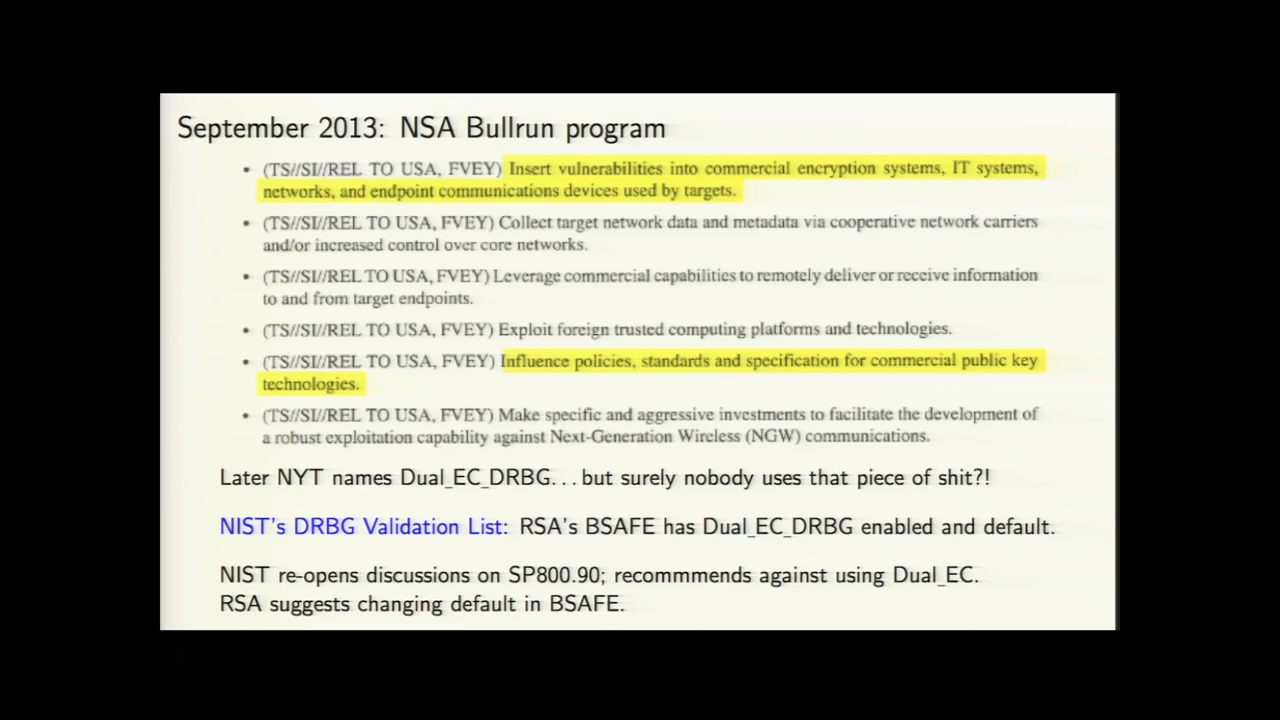 September 2013: NSA Bullrun program
• (TS//SI//REL TO USA, FVEY) Insert vulnerabilities into commercial encryption systems, IT systems,
networks, and endpoint communications devices used by targets.
• (TS//SI//REL TO USA, FVEY) Collect target network data and metadata via cooperative network carriers
and/or increased control over core networks.
• (TS//SI//REL TO USA, FVEY) Leverage commercial capabilities to remotely deliver or receive information
to and from target endpoints.
• (TS//SI//REL TO USA, FVEY) Exploit foreign trusted computing platforms and technologies.
• (TS//SI//REL TO USA, FVEY) Influence policies, standards and specification for commercial public key
technologies.
• (TS//SI//REL TO USA, FVEY) Make specific and aggressive investments to facilitate the development of
a robust exploitation capability against Next-Generation Wireless (NGW) communications.
Later NYT names Dual_EC_DRBG... but surely nobody uses that piece of shit?!
NIST's DRBG Validation List: RSA's BSAFE has Dual_EC_DRBG enabled and default.
NIST re-opens discussions on SP800.90; recommmends against using Dual_EC.
RSA suggests changing default in BSAFE.